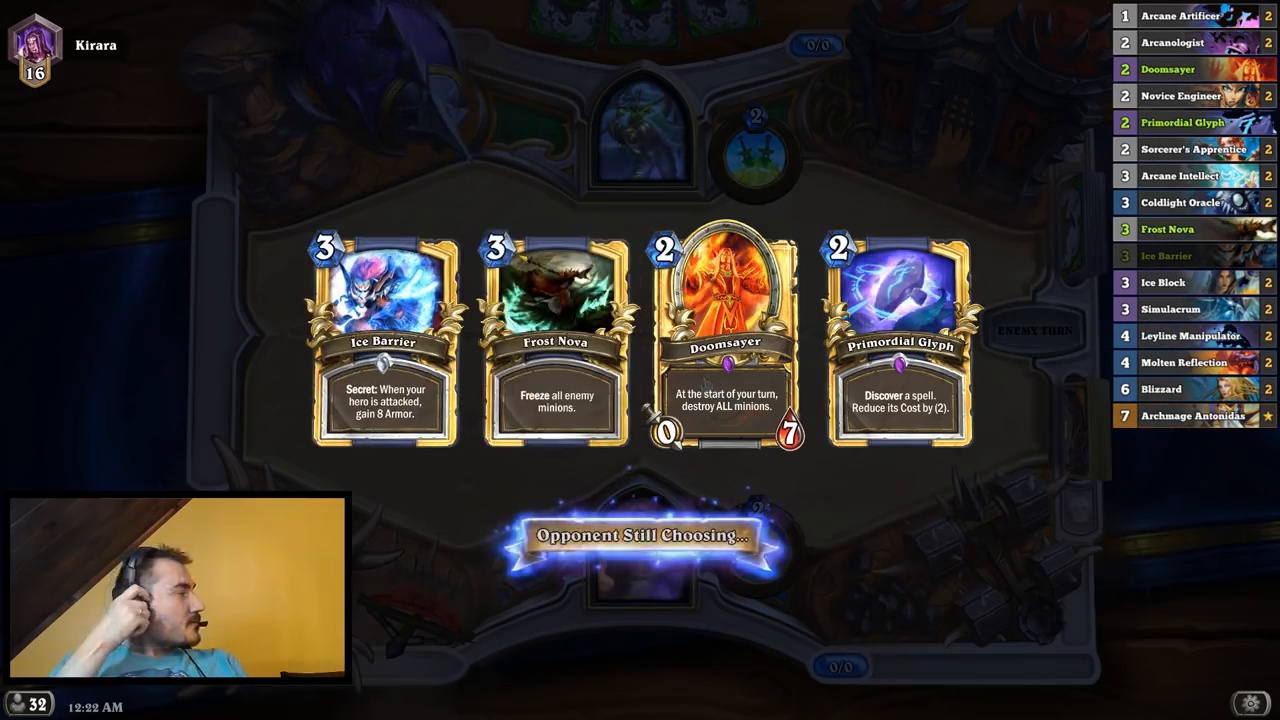 Kirara
16
0/0
2
3
Ice Barrier
Secret: When your
hero is attacked,
gain 8 Armor.
3
Frost Nova
Freeze all enemy
minions.
2
Doomsayer
At the start of your turn,
destroy ALL minions.
0
7
2
Primordial Glyph
Discover a spell.
Reduce its Cost by (2).
ENEMY TURN
Opponent Still Choosing...
2
0/0
32
12:22 AM
1 Arcane Artificer 2
2 Arcanologist 2
2 Doomsayer
2 Novice Engineer 2
2 Primordial Glyph
2 Sorcerer's Apprentice 2
3 Arcane Intellect 2
3 Coldlight Oracle 2
3 Frost Nova
3 Ice Barrier
3 Ice Block 2
3 Simulacrum 2
4 Leyline Manipulator 2
4 Molten Reflection 2
6 Blizzard 2
7 Archmage Antonidas